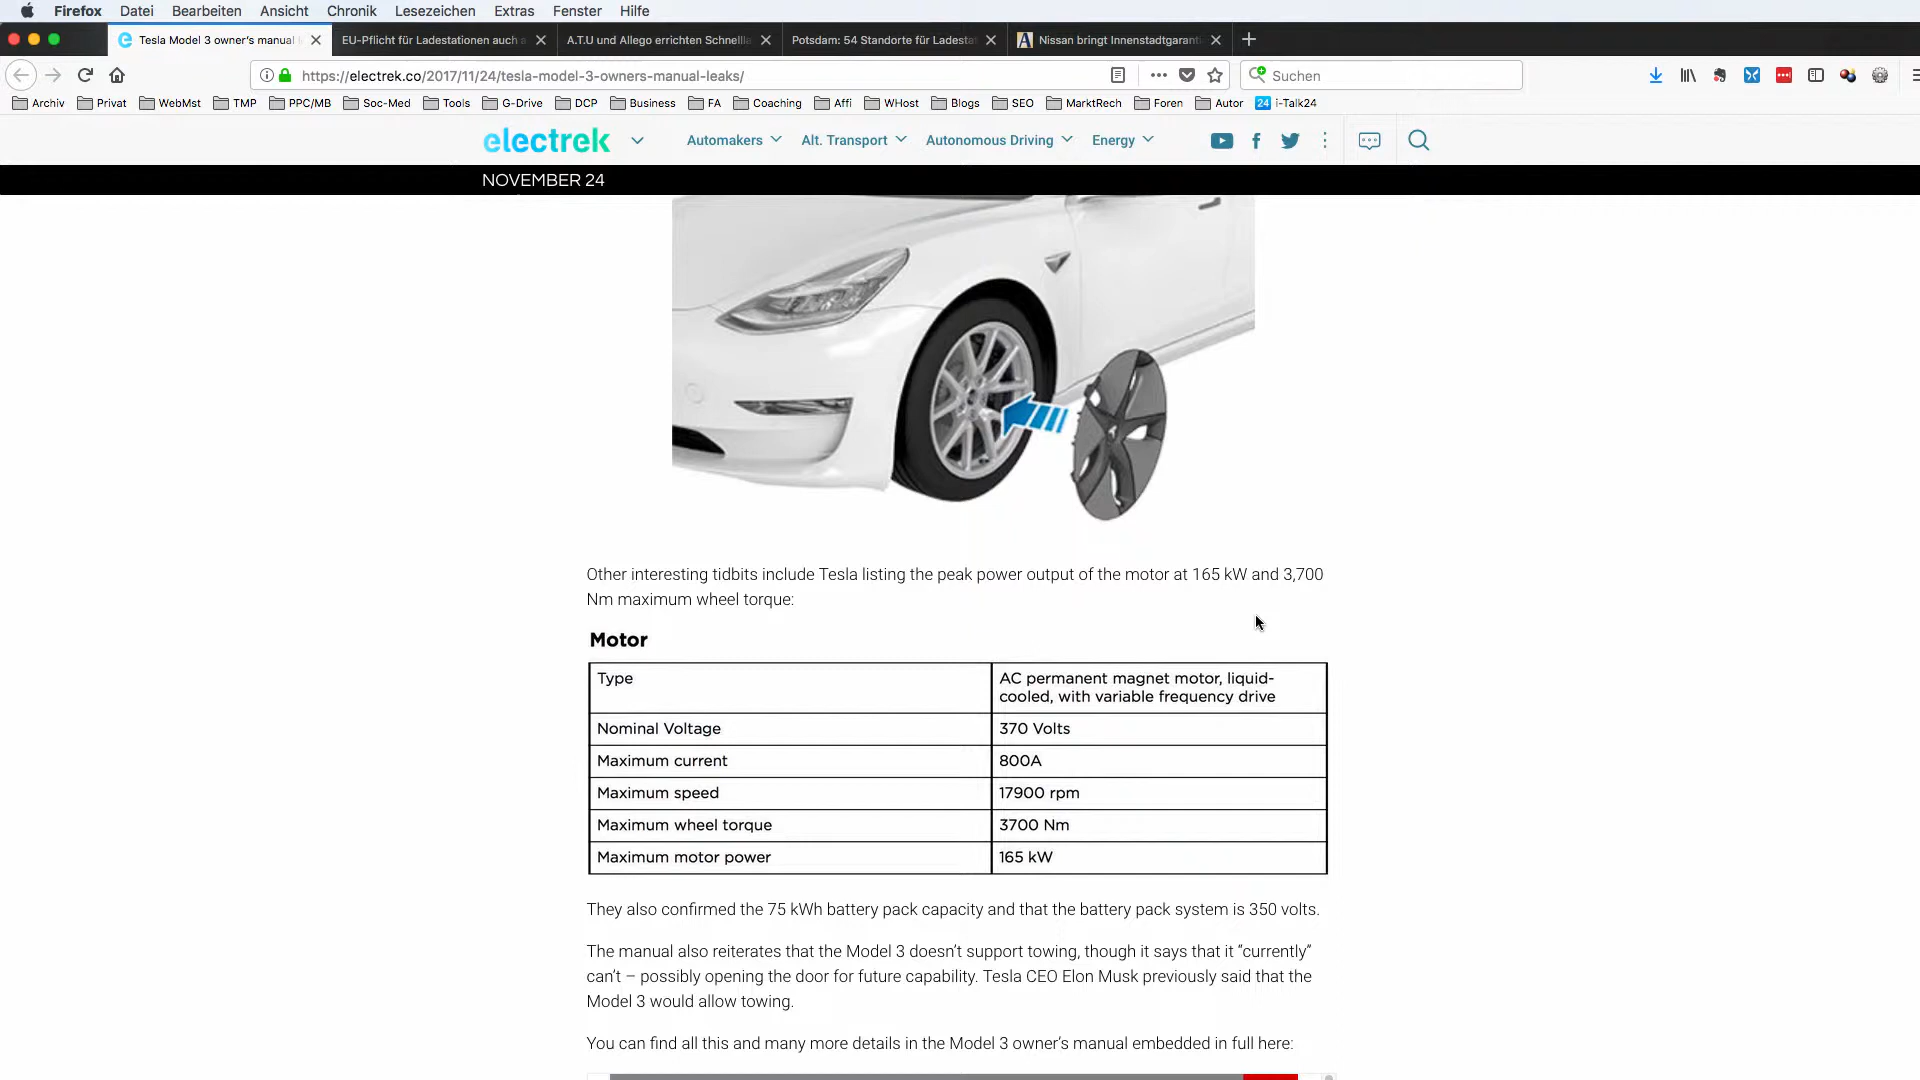 Firefox Datei Bearbeiten Ansicht Chronik Lesezeichen Extras Fenster Hilfe
Tesla Model 3 owner's manual
EU-Pflicht für Ladestationen auch
A.T.U und Allego errichten
Potsdam: 54 Standorte für
Nissan bringt
https://electrek.co/2017/11/24/tesla-model-3-owners-manual-leaks/
Suchen
Archiv Privat WebMst TMP PPC/MB Soc-Med Tools G-Drive DCP Business FA Coaching Affi WHost Blogs SEO MarktRech Foren Autor 24 i-Talk24
electrek Automakers Alt. Transport Autonomous Driving Energy
NOVEMBER 24
Other interesting tidbits include Tesla listing the peak power output of the motor at 165 kW and 3,700
Nm maximum wheel torque:
Motor
Type
AC permanent magnet motor, liquid-
cooled, with variable frequency drive
Nominal Voltage 370 Volts
Maximum current 800A
Maximum speed 17900 rpm
Maximum wheel torque 3700 Nm
Maximum motor power 165 kW
They also confirmed the 75 kWh battery pack capacity and that the battery pack system is 350 volts.
The manual also reiterates that the Model 3 doesn't support towing, though it says that it “currently”
can't – possibly opening the door for future capability. Tesla CEO Elon Musk previously said that the
Model 3 would allow towing.
You can find all this and many more details in the Model 3 owner's manual embedded in full here: